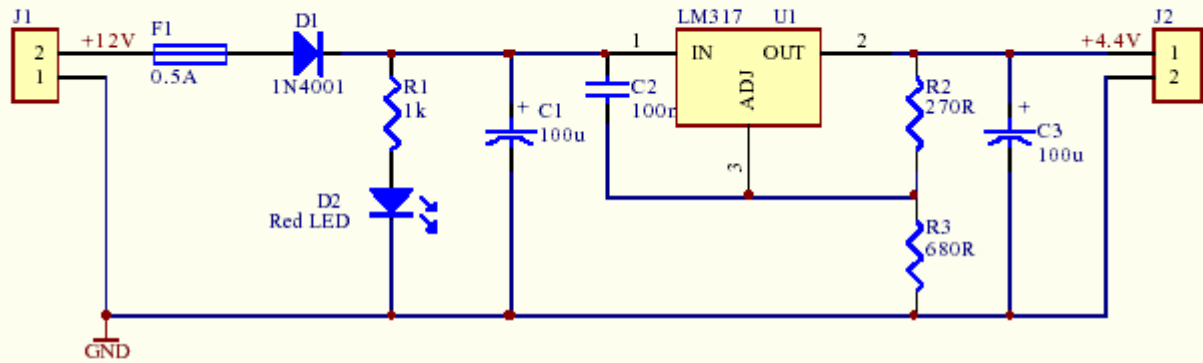 J1
2
1
+12V
F1
0.5A
D1
1N4001
R1
1k
D2
Red LED
C1
+
100u
C2
100n
LM317
U1
1
IN
OUT
2
ADJ
3
R2
270R
R3
680R
+
C3
100u
+4.4V
J2
1
2
GND